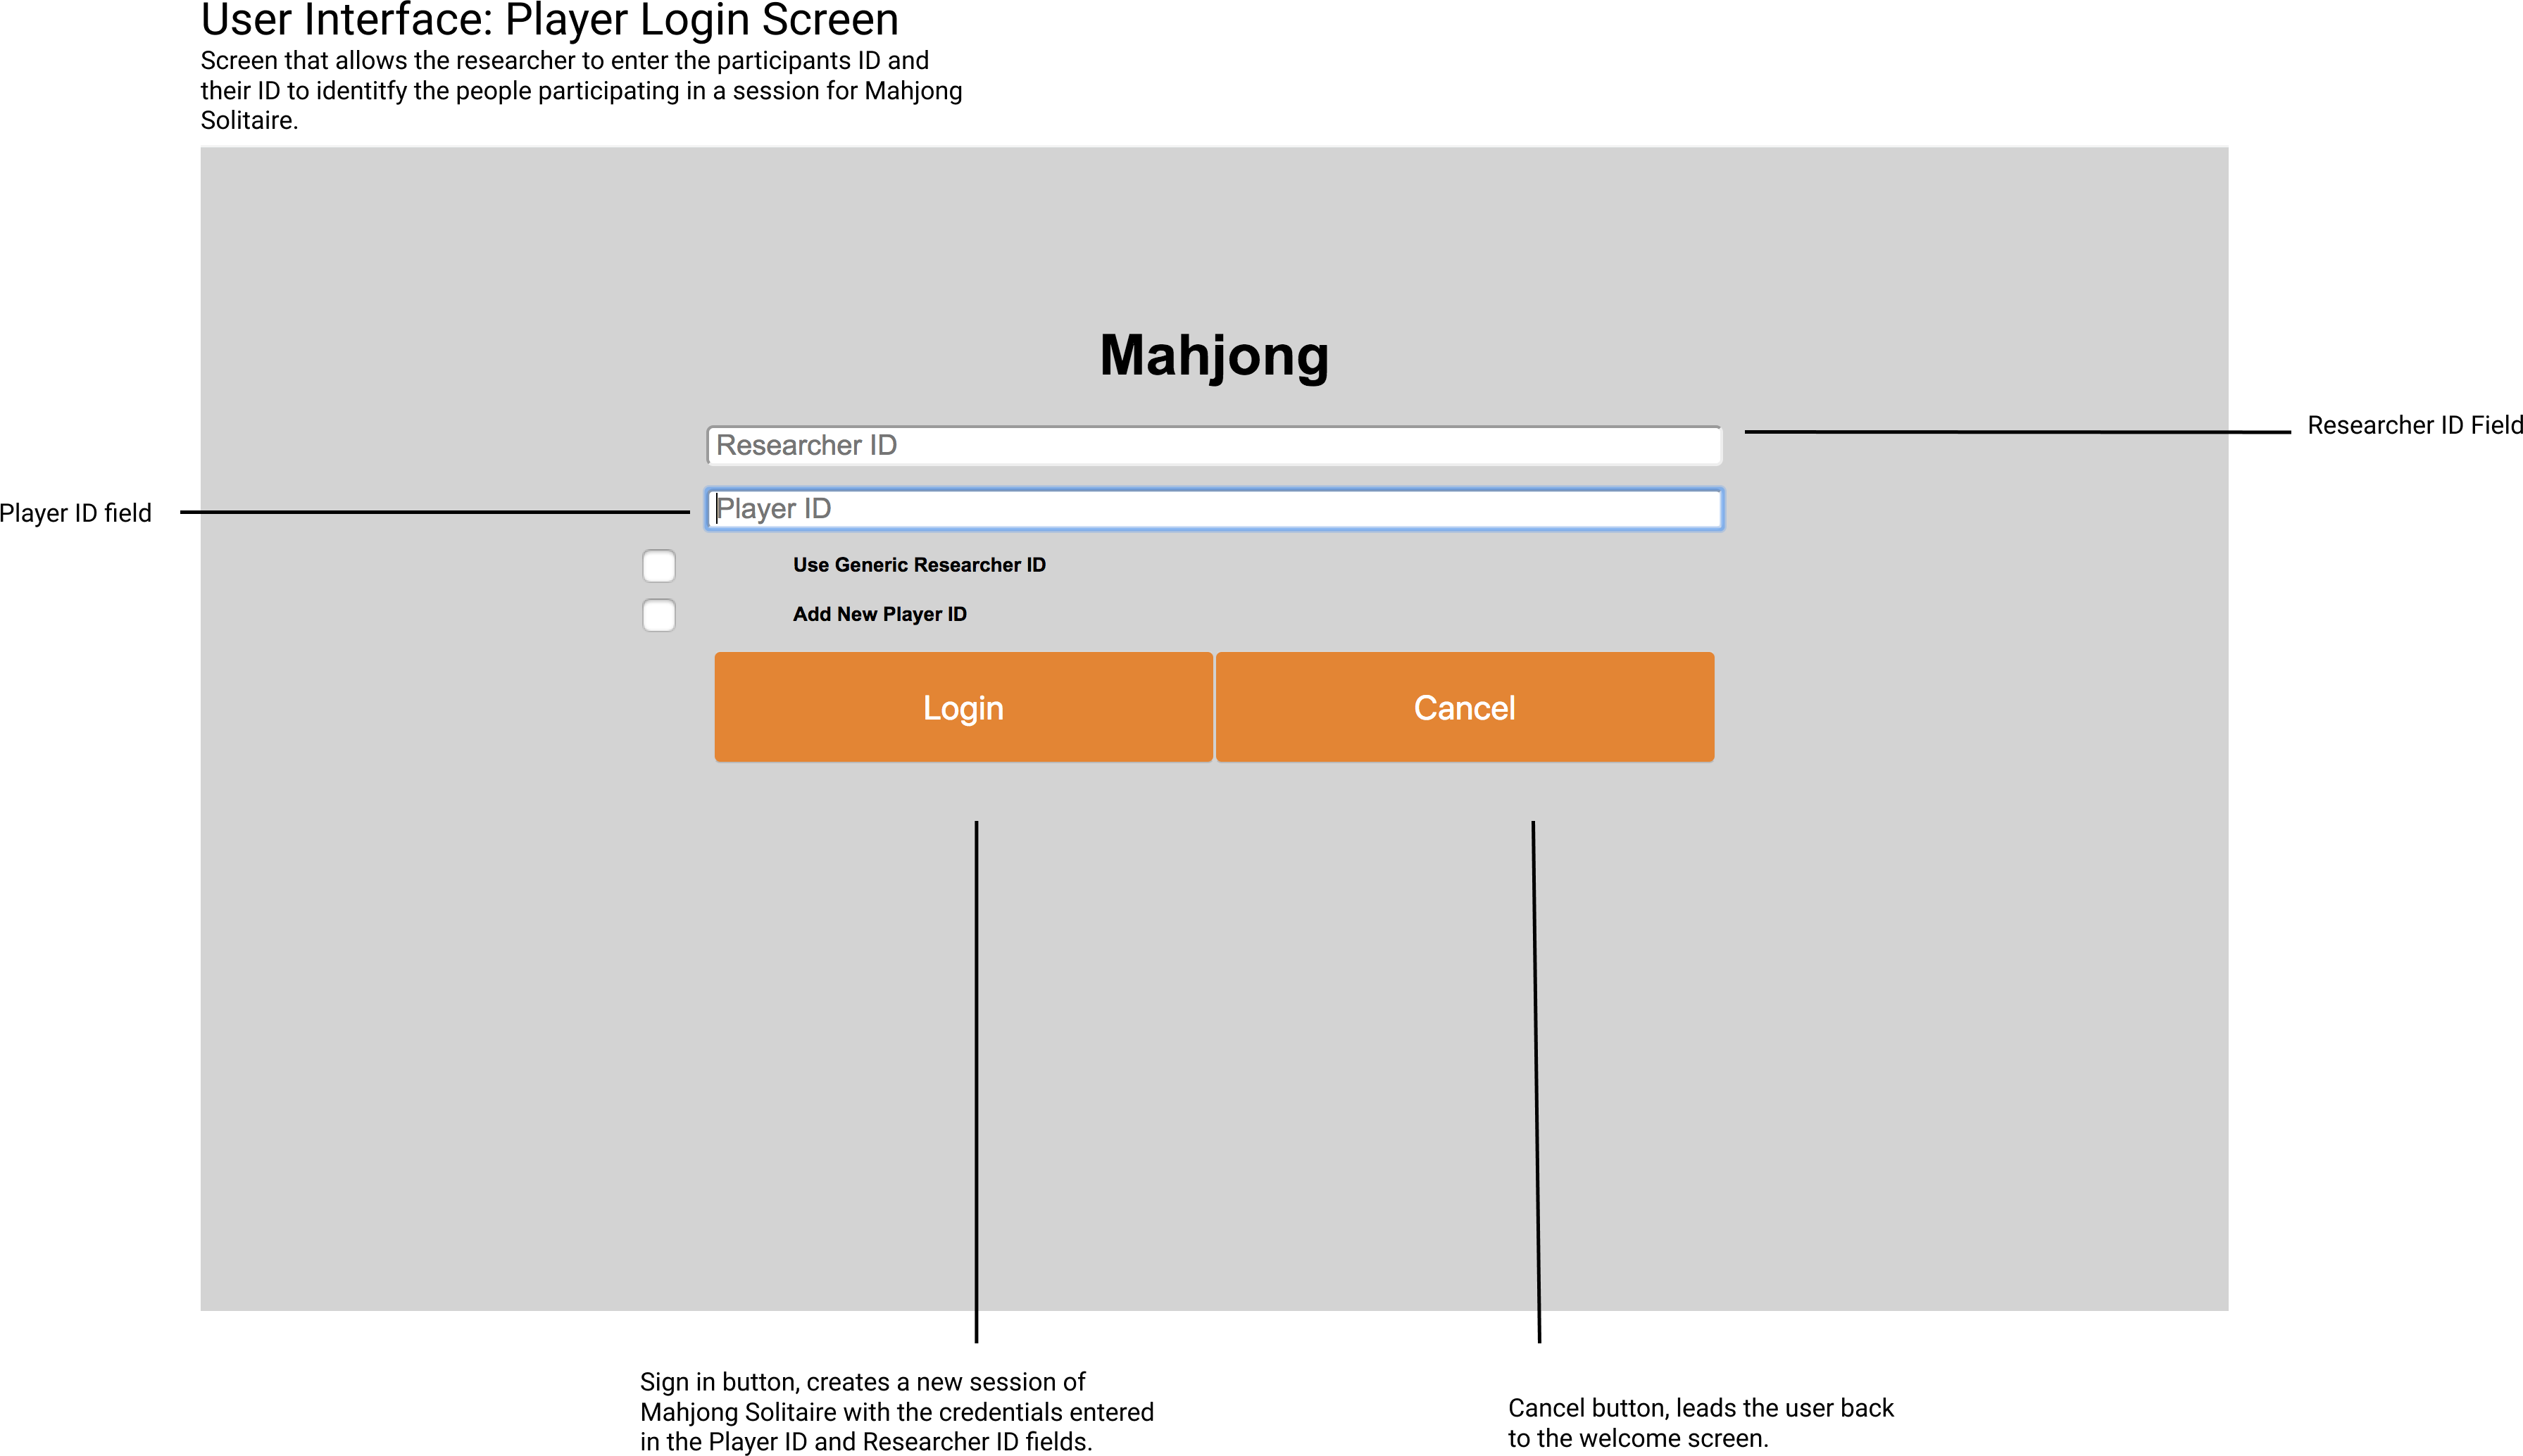 User Interface: Player Login Screen
Screen that allows the researcher to enter the participants ID and
their ID to identitfy the people participating in a session for Mahjong
Solitaire.
Mahjong
Researcher ID
Researcher ID Field
Player ID field
Player ID
Use Generic Researcher ID
Add New Player ID
Login
Cancel
Sign in button, creates a new session of
Mahjong Solitaire with the credentials entered
in the Player ID and Researcher ID fields.
Cancel button, leads the user back
to the welcome screen.